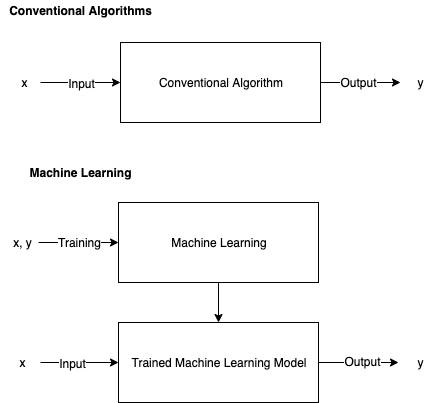 Conventional Algorithms
x Input Conventional Algorithm Output y
Machine Learning
x, y Training Machine Learning
x Input Trained Machine Learning Model Output y